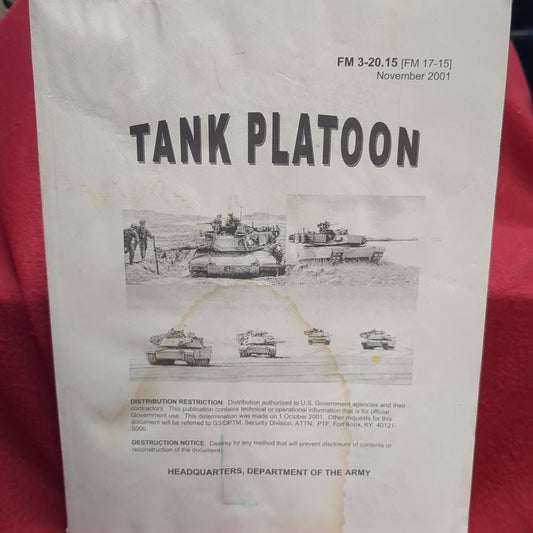 FM 3-20.15 [FM 17-15]
November 2001
TANK PLATOON
DISTRIBUTION RESTRICTION: Distribution authorized to U.S. Government agencies and their
contractors. This publication contains technical or operational information that is for official
Government use. This determination was made on 1 October 2001. Other requests for this
document will be referred to G3/DPTM, Security Division, ATTN: PTF, Fort Knox, KY 40121-
5000.
DESTRUCTION NOTICE: Destroy by any method that will prevent disclosure of contents or
reconstruction of the document.
HEADQUARTERS, DEPARTMENT OF THE ARMY